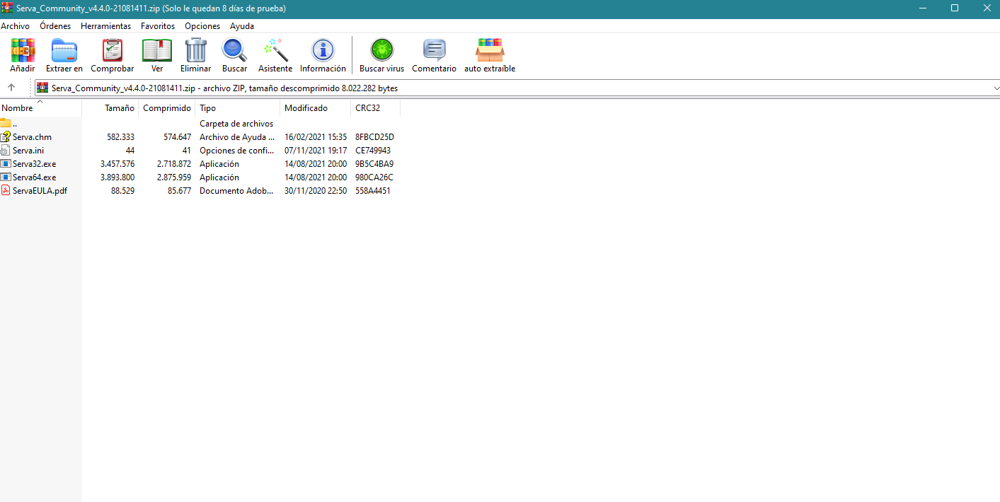 Serva_Community_v4.4.0-21081411.zip (Solo le quedan 8 días de prueba)
Archivo Órdenes Herramientas Favoritos Opciones Ayuda
Añadir Extraer en Comprobar Ver Eliminar Buscar Asistente Información Buscar virus Comentario auto extraíble
Serva_Community_v4.4.0-21081411.zip - archivo ZIP, tamaño descomprimido 8.022.282 bytes
Nombre Tamaño Comprimido Tipo Modificado CRC32
.. Carpeta de archivos
Serva.chm 582.333 574.647 Archivo de Ayuda ... 16/02/2021 15:35 8FBCD25D
Serva.ini 44 41 Opciones de confi... 07/11/2021 19:17 CE749943
Serva32.exe 3.457.576 2.718.872 Aplicación 14/08/2021 20:00 9B5C4BA9
Serva64.exe 3.893.800 2.875.959 Aplicación 14/08/2021 20:00 980CA26C
ServaEULA.pdf 88.529 85.677 Documento Adob... 30/11/2020 22:50 558A4451